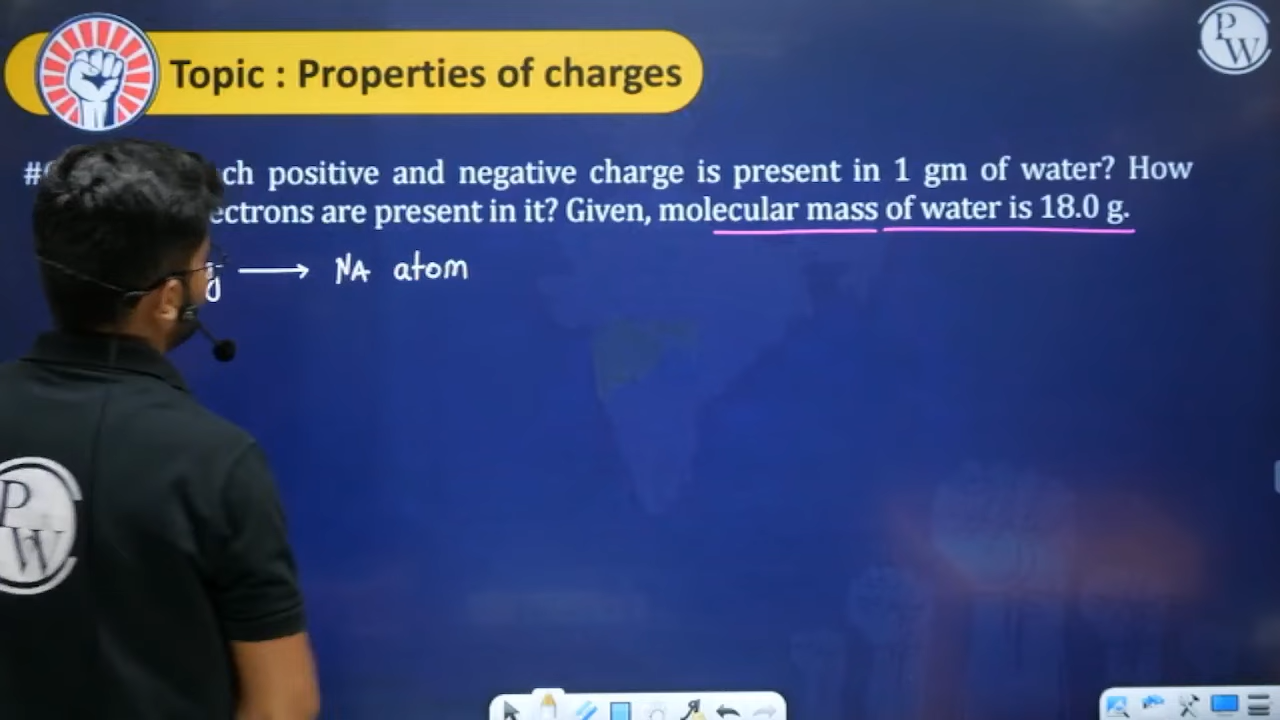 Topic : Properties of charges
P
W
# ch positive and negative charge is present in 1 gm of water? How
ectrons are present in it? Given, molecular mass of water is 18.0 g.
g ⟶ NA atom
P
W